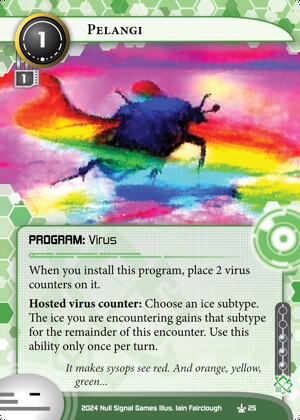 1
Pelangi
1
PROGRAM: Virus
When you install this program, place 2 virus
counters on it.
Hosted virus counter: Choose an ice subtype.
The ice you are encountering gains that subtype
for the remainder of this encounter. Use this
ability only once per turn.
It makes sysops see red. And orange, yellow,
green...
–
2024 Null Signal Games Illus. Iain Fairclough
25